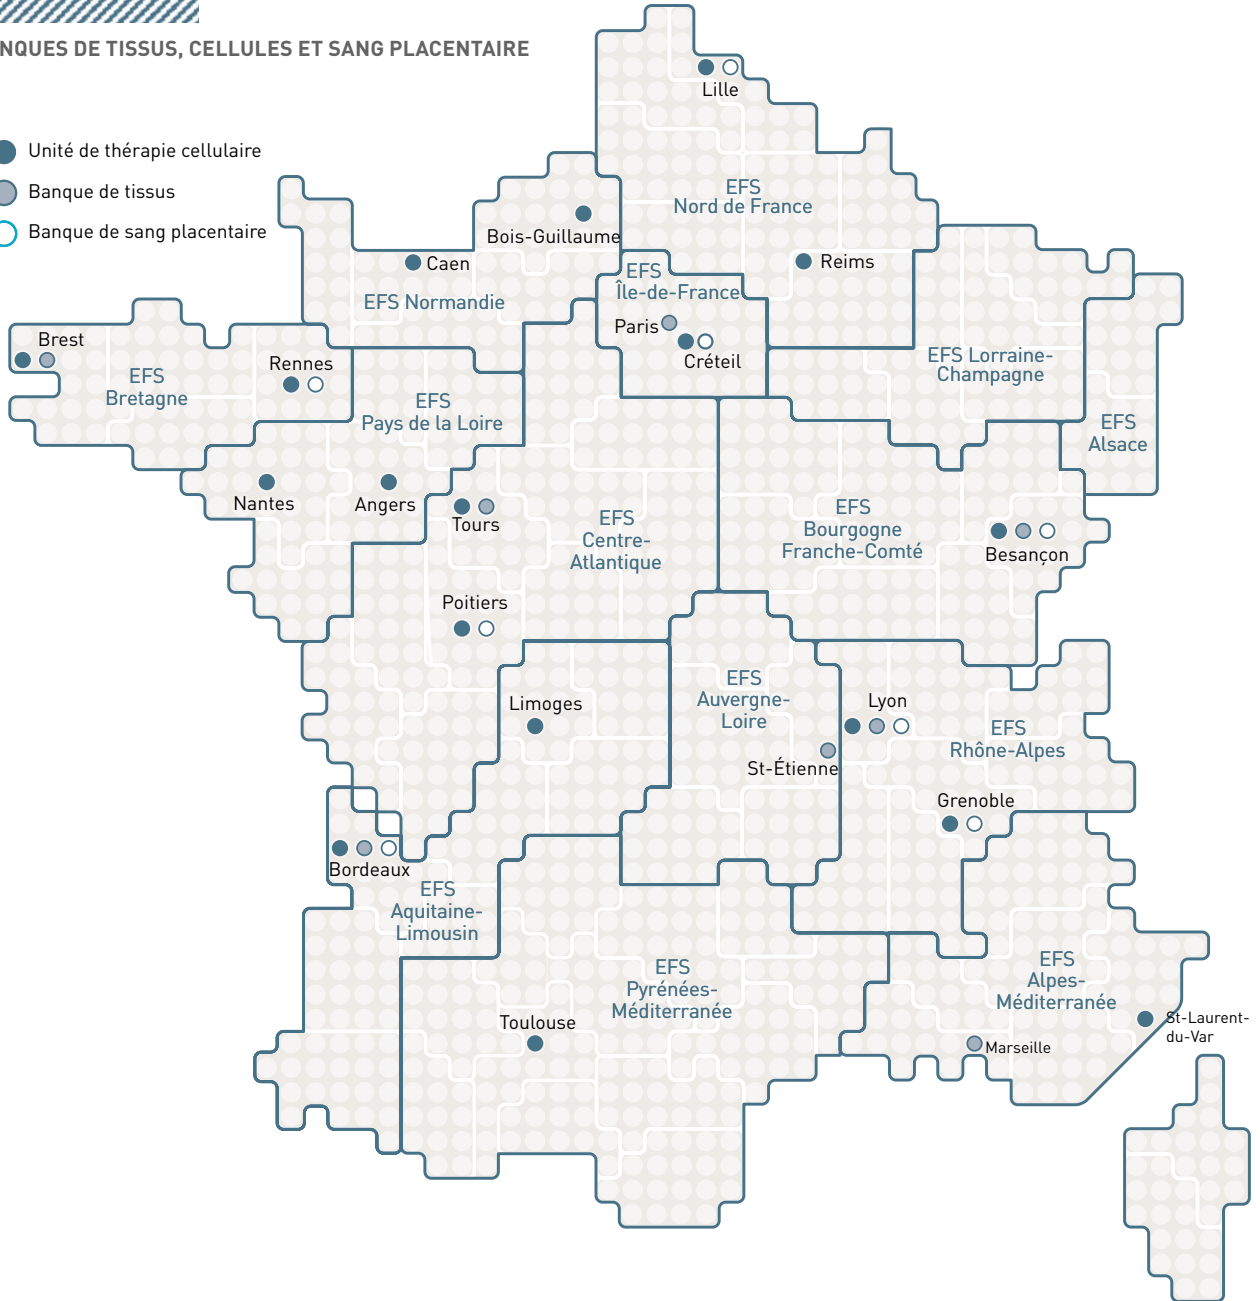 NQUES DE TISSUS, CELLULES ET SANG PLACENTAIRE
Unité de thérapie cellulaire
Banque de tissus
Banque de sang placentaire
Lille
EFS
Nord de France
Bois-Guillaume
Caen
EFS Normandie
Reims
EFS
Île-de-France
Paris
Créteil
Brest
EFS
Bretagne
Rennes
EFS
Pays de la Loire
EFS Lorraine-
Champagne
EFS
Alsace
Nantes
Angers
Tours
EFS
Centre-
Atlantique
EFS
Bourgogne
Franche-Comté
Besançon
Poitiers
Limoges
EFS
Auvergne-
Loire
St-Étienne
Lyon
EFS
Rhône-Alpes
Grenoble
Bordeaux
EFS
Aquitaine-
Limousin
EFS
Pyrénées-
Méditerranée
Toulouse
EFS
Alpes-
Méditerranée
St-Laurent-
du-Var
Marseille